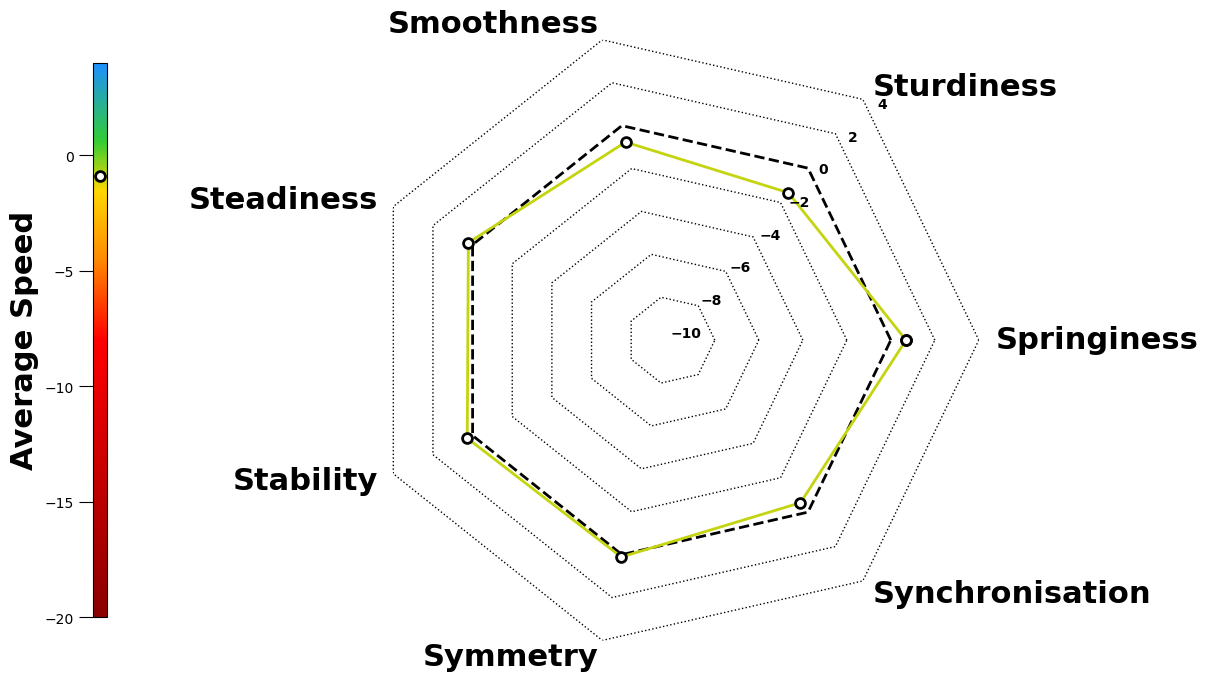 Smoothness
Sturdiness
4
2
0
−2
−4
−6
−8
−10
Springiness
Steadiness
Stability
Symmetry
Synchronisation
Average Speed
0
−5
−10
−15
−20